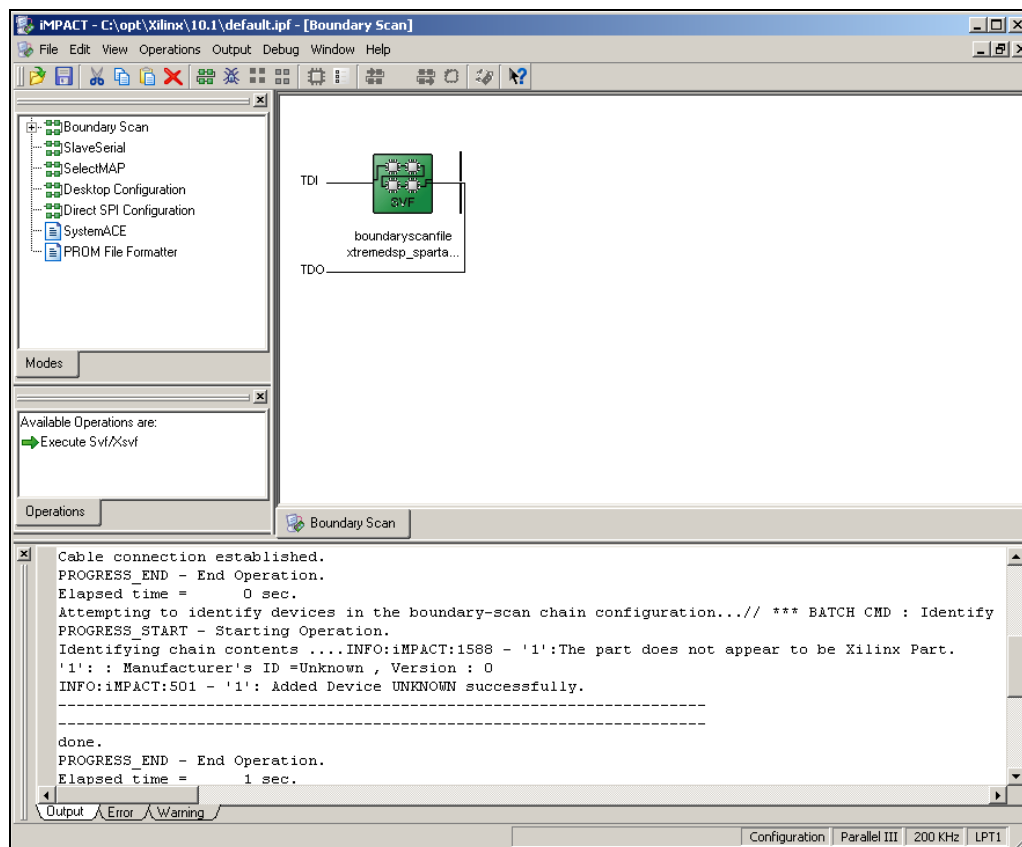 iMPACT - C:\opt\Xilinx\10.1\default.ipf - [Boundary Scan]
File Edit View Operations Output Debug Window Help
Boundary Scan
SlaveSerial
SelectMAP
Desktop Configuration
Direct SPI Configuration
SystemACE
PROM File Formatter
Modes
Available Operations are:
Execute Svf/Xsvf
Operations
TDI
SVF
boundaryscanfile
xtremedsp_sparta...
TDO
Boundary Scan
Cable connection established.
PROGRESS_END - End Operation.
Elapsed time =      0 sec.
Attempting to identify devices in the boundary-scan chain configuration...// *** BATCH CMD : Identify
PROGRESS_START - Starting Operation.
Identifying chain contents ....INFO:iMPACT:1588 - '1':The part does not appear to be Xilinx Part.
'1': : Manufacturer's ID =Unknown , Version : 0
INFO:iMPACT:501 - '1': Added Device UNKNOWN successfully.
----------------------------------------------------------------------
----------------------------------------------------------------------
done.
PROGRESS_END - End Operation.
Elapsed time =      1 sec.
Output Error Warning
Configuration Parallel III 200 KHz LPT1